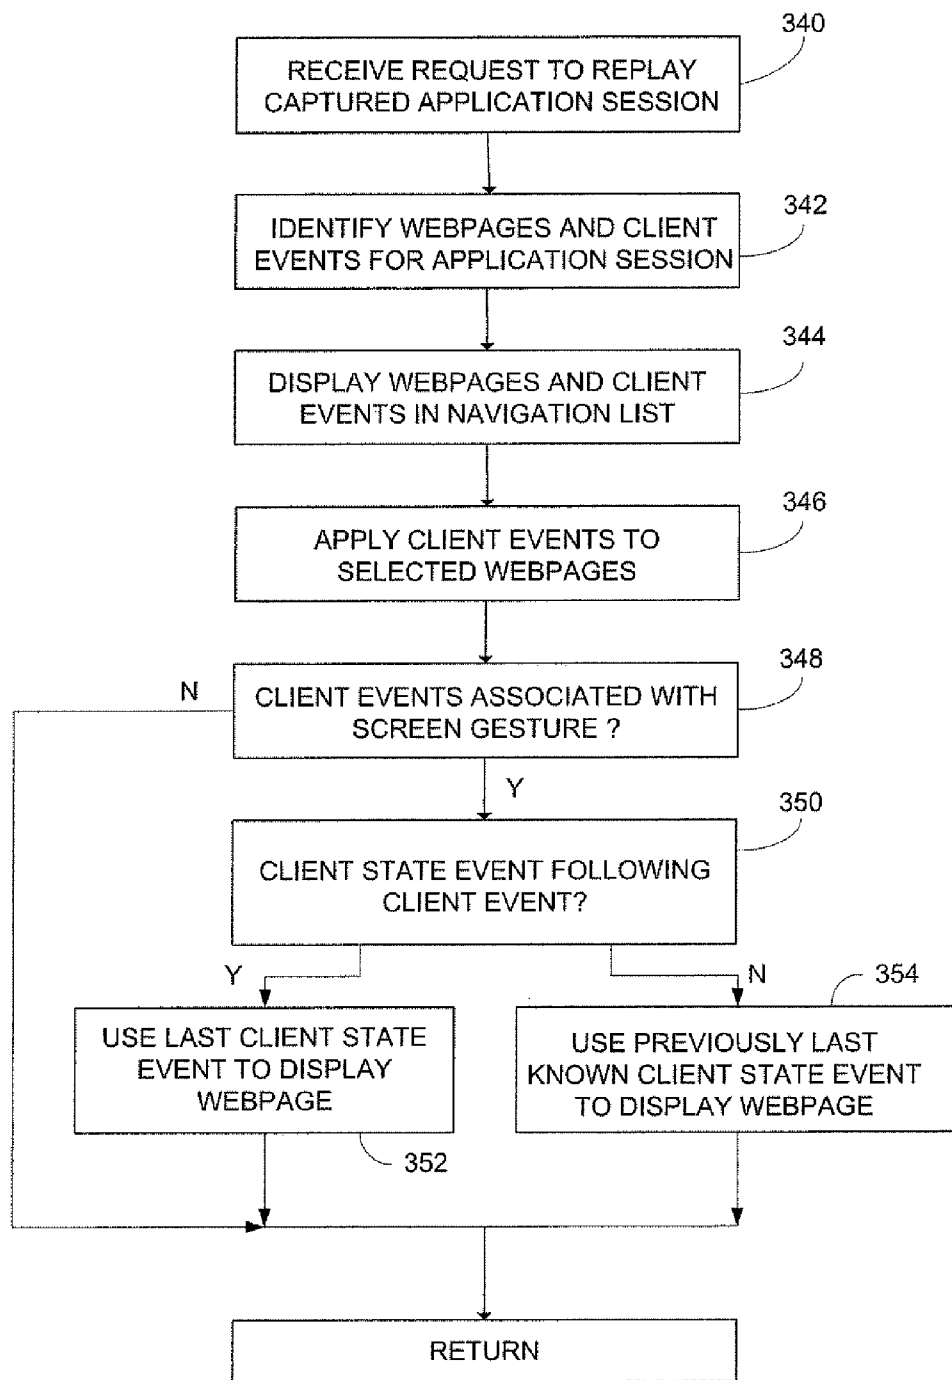 340
RECEIVE REQUEST TO REPLAY
CAPTURED APPLICATION SESSION
342
IDENTIFY WEBPAGES AND CLIENT
EVENTS FOR APPLICATION SESSION
344
DISPLAY WEBPAGES AND CLIENT
EVENTS IN NAVIGATION LIST
346
APPLY CLIENT EVENTS TO
SELECTED WEBPAGES
348
N
CLIENT EVENTS ASSOCIATED WITH
SCREEN GESTURE ?
Y
350
CLIENT STATE EVENT FOLLOWING
CLIENT EVENT?
Y
N
354
USE LAST CLIENT STATE
EVENT TO DISPLAY
WEBPAGE
352
USE PREVIOUSLY LAST
KNOWN CLIENT STATE EVENT
TO DISPLAY WEBPAGE
RETURN